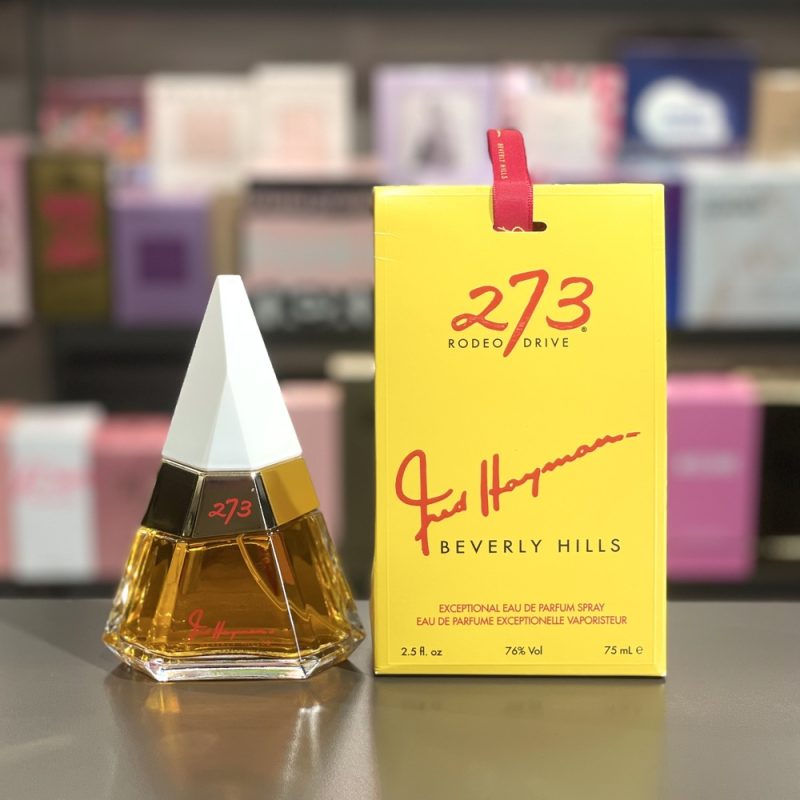 BEVERLY HILLS
273®
RODEO DRIVE
Fred Hayman
BEVERLY HILLS
EXCEPTIONAL EAU DE PARFUM SPRAY
EAU DE PARFUME EXCEPTIONELLE VAPORISTEUR
2.5 fl. oz 76% Vol 75 mL e
273
Fred Hayman